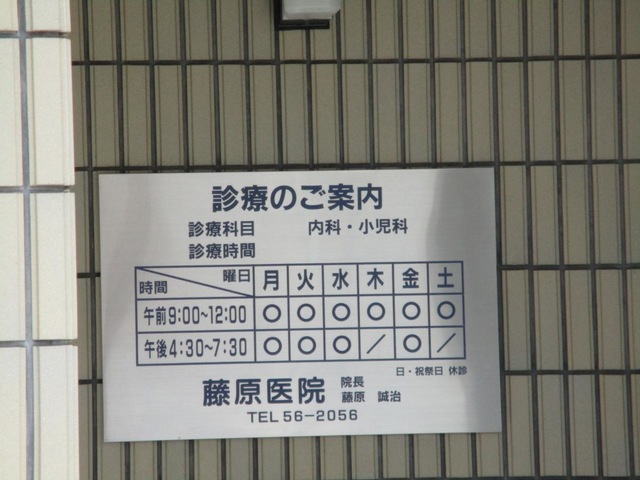 診療のご案内
診療科目 内科・小児科
診療時間
時間 曜日 月 火 水 木 金 土
午前9:00~12:00 ○ ○ ○ ○ ○ ○
午後4:30~7:30 ○ ○ ○ ／ ○ ／
日・祝祭日 休診
藤原医院 院長 藤原 誠治
TEL 56-2056